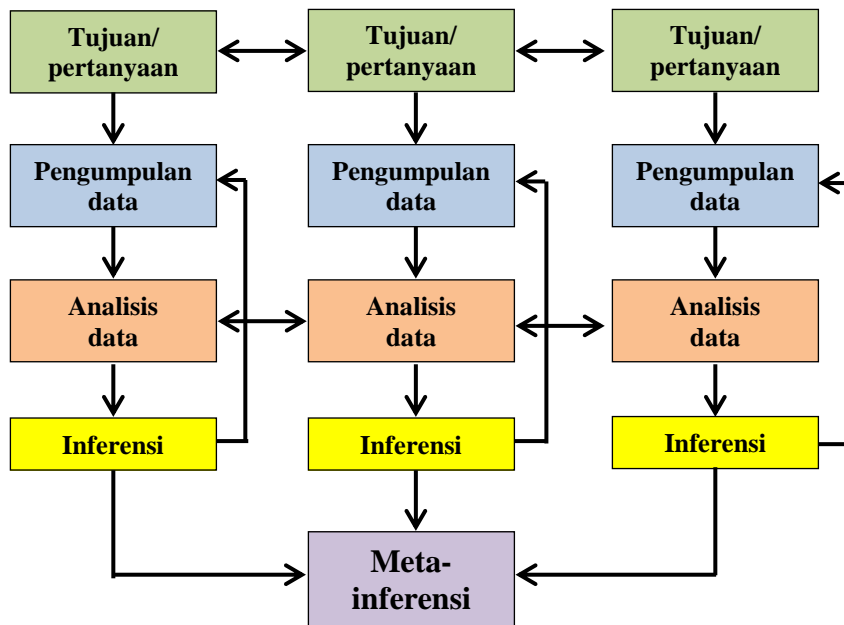 Tujuan/
pertanyaan
Tujuan/
pertanyaan
Tujuan/
pertanyaan
Pengumpulan
data
Pengumpulan
data
Pengumpulan
data
Analisis
data
Analisis
data
Analisis
data
Inferensi
Inferensi
Inferensi
Meta-
inferensi